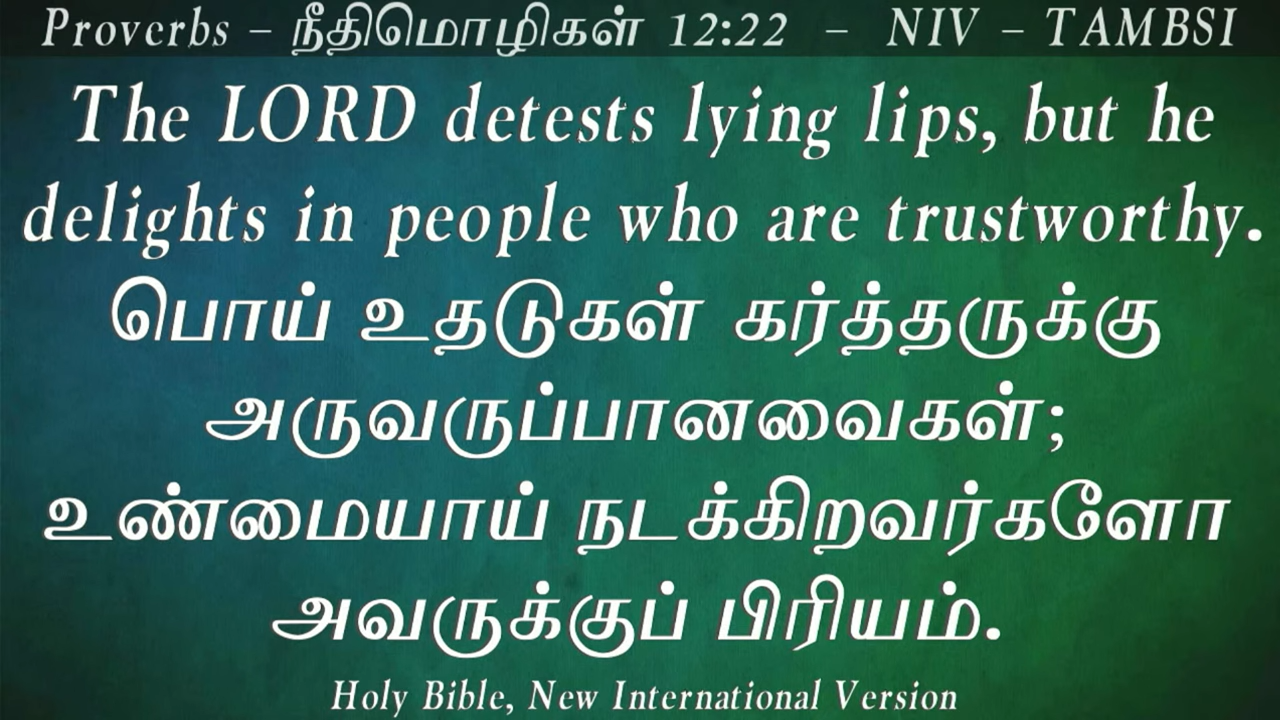 Proverbs – நீதிமொழிகள் 12:22 – NIV – TAMBSI
The LORD detests lying lips, but he
delights in people who are trustworthy.
பொய் உதடுகள் கர்த்தருக்கு
அருவருப்பானவைகள்;
உண்மையாய் நடக்கிறவர்களோ
அவருக்குப் பிரியம்.
Holy Bible, New International Version